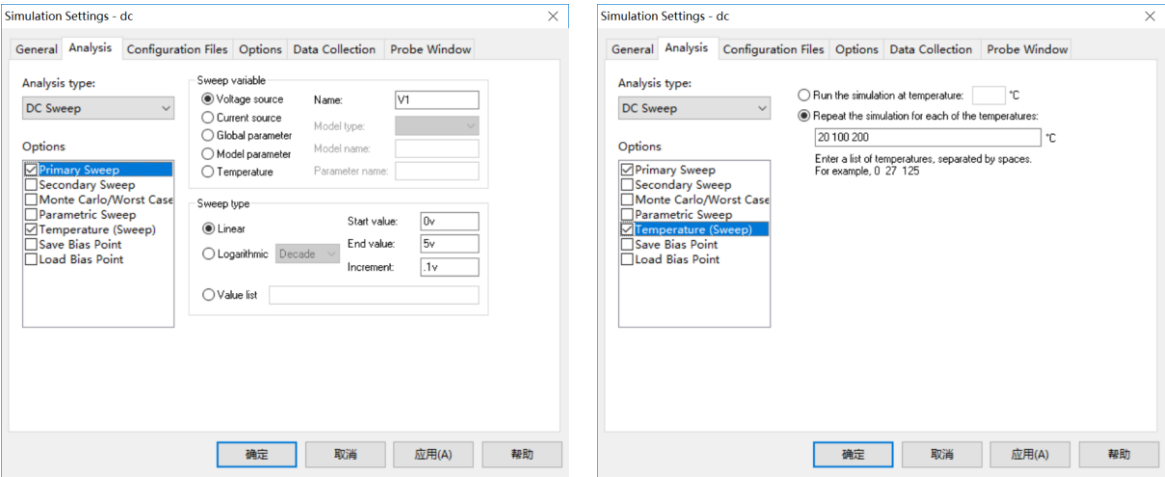 Simulation Settings - dc
General Analysis Configuration Files Options Data Collection Probe Window
Analysis type:
DC Sweep
Options
Primary Sweep
Secondary Sweep
Monte Carlo/Worst Case
Parametric Sweep
Temperature (Sweep)
Save Bias Point
Load Bias Point
Sweep variable
Voltage source
Current source
Global parameter
Model parameter
Temperature
Name: V1
Model type:
Model name:
Parameter name:
Sweep type
Linear
Logarithmic Decade
Value list
Start value: 0v
End value: 5v
Increment: .1v
确定 取消 应用(A) 帮助
Simulation Settings - dc
General Analysis Configuration Files Options Data Collection Probe Window
Analysis type:
DC Sweep
Options
Primary Sweep
Secondary Sweep
Monte Carlo/Worst Case
Parametric Sweep
Temperature (Sweep)
Save Bias Point
Load Bias Point
Run the simulation at temperature: °C
Repeat the simulation for each of the temperatures:
20 100 200 °C
Enter a list of temperatures, separated by spaces.
For example, 0 27 125
确定 取消 应用(A) 帮助